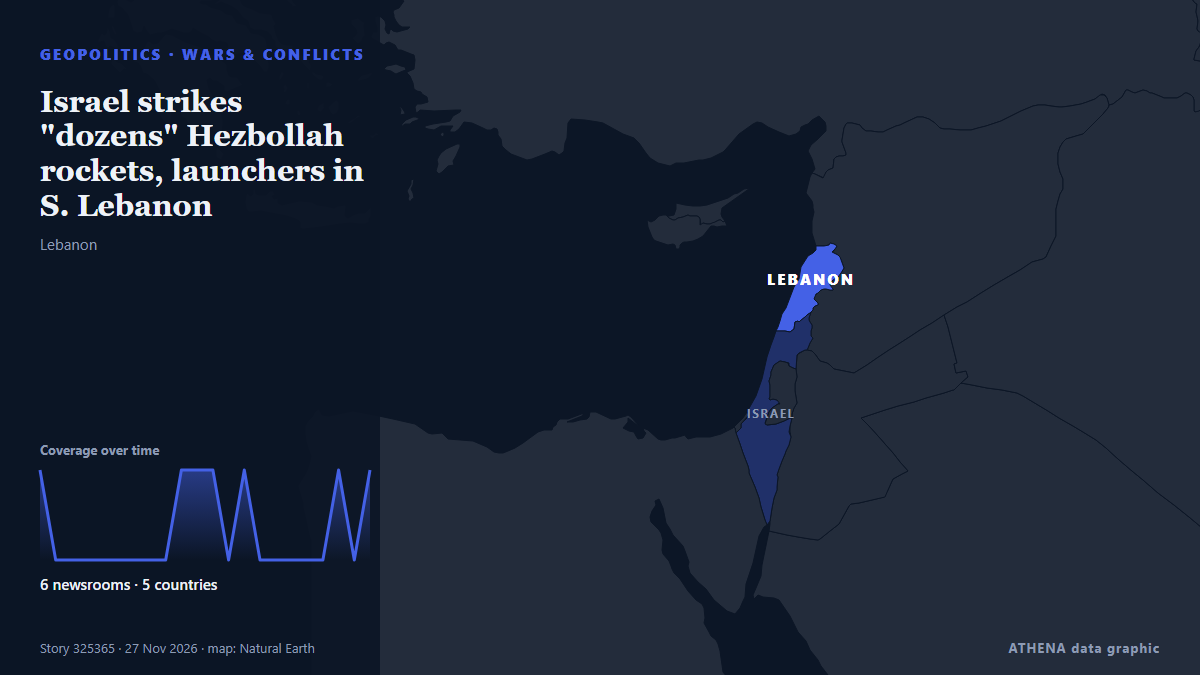 GEOPOLITICS · WARS & CONFLICTS
Israel strikes
"dozens" Hezbollah
rockets, launchers in
S. Lebanon
Lebanon
LEBANON
ISRAEL
Coverage over time
6 newsrooms · 5 countries
Story 325365 · 27 Nov 2026 · map: Natural Earth
ATHENA data graphic